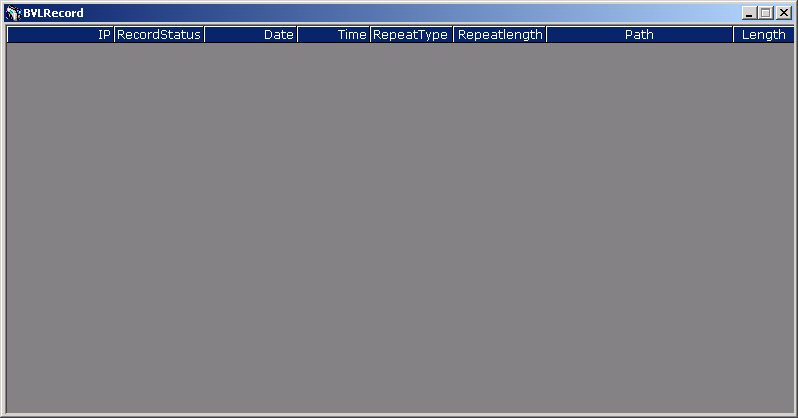 BVLRecord
IP RecordStatus Date Time RepeatType Repeatlength Path Length